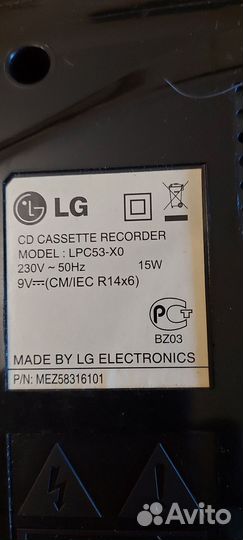 LG
CD CASSETTE RECORDER
MODEL : LPC53-X0
230V ~ 50Hz 15W
9V⎓(CM/IEC R14x6)
PCT
BZ03
MADE BY LG ELECTRONICS
P/N: MEZ58316101
Avito